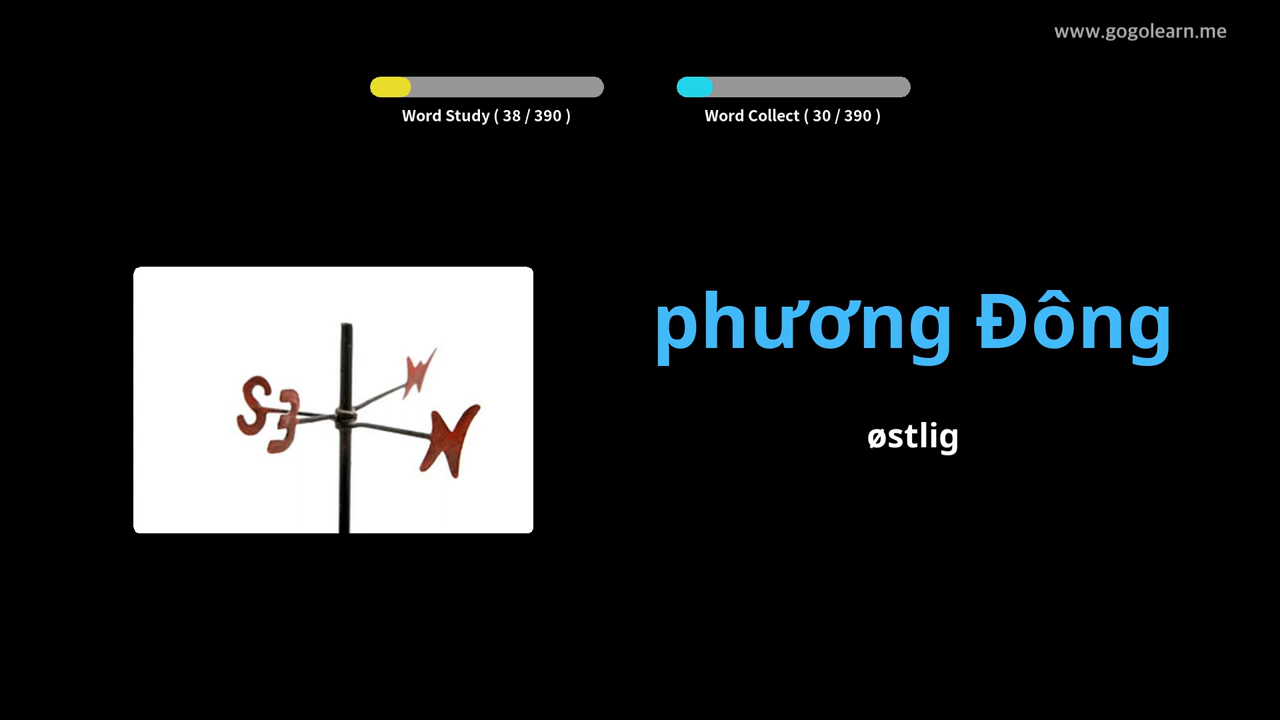 www.gogolearn.me
Word Study ( 38 / 390 )
Word Collect ( 30 / 390 )
phương Đông
østlig
S E N